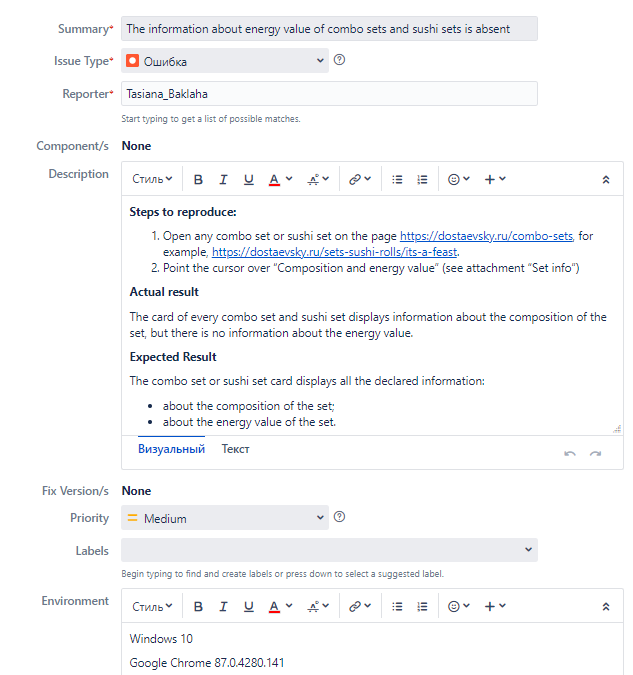 Summary* The information about energy value of combo sets and sushi sets is absent
Issue Type* Ошибка
Reporter* Tasiana_Baklaha
Start typing to get a list of possible matches.
Component/s None
Description Стиль B I U A
Steps to reproduce:
1. Open any combo set or sushi set on the page https://dostaevsky.ru/combo-sets, for
example, https://dostaevsky.ru/sets-sushi-rolls/its-a-feast.
2. Point the cursor over “Composition and energy value” (see attachment “Set info”)
Actual result
The card of every combo set and sushi set displays information about the composition of the
set, but there is no information about the energy value.
Expected Result
The combo set or sushi set card displays all the declared information:
• about the composition of the set;
• about the energy value of the set.
Визуальный Текст
Fix Version/s None
Priority Medium
Labels
Begin typing to find and create labels or press down to select a suggested label.
Environment Стиль B I U A
Windows 10
Google Chrome 87.0.4280.141